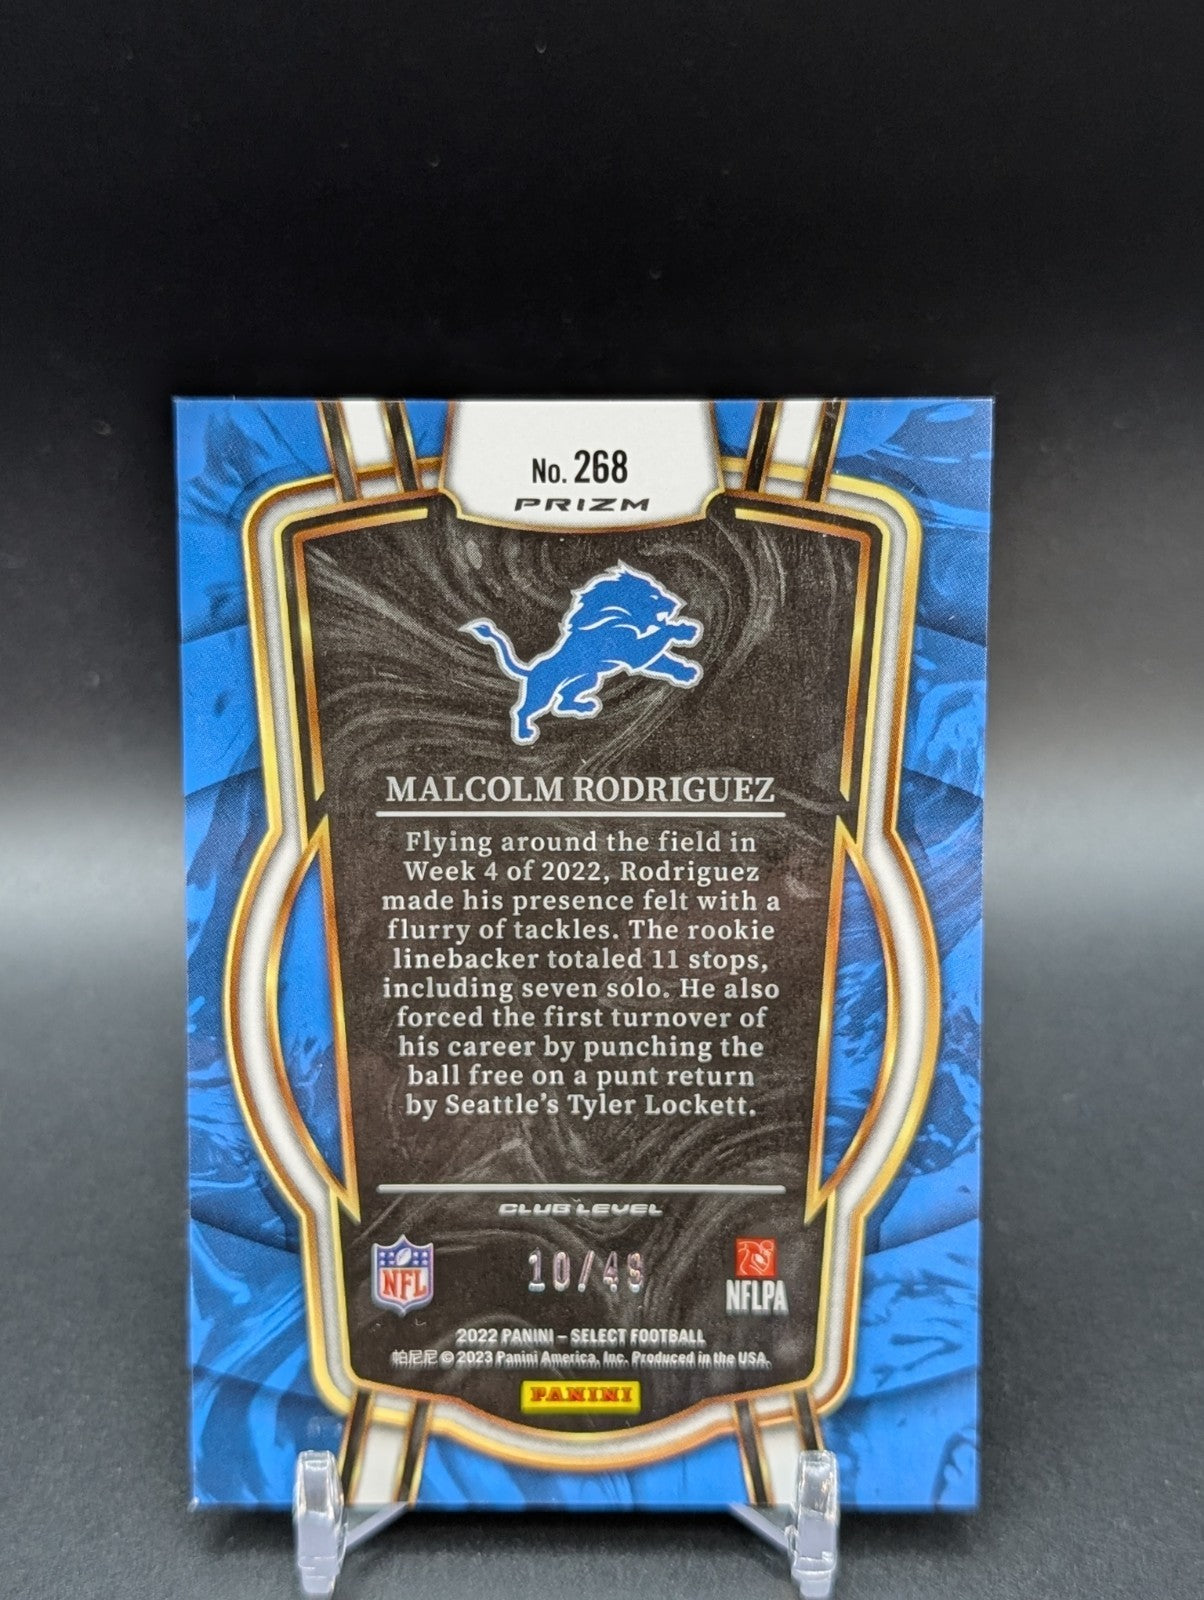 No. 268
PRIZM
MALCOLM RODRIGUEZ
Flying around the field in
Week 4 of 2022, Rodriguez
made his presence felt with a
flurry of tackles. The rookie
linebacker totaled 11 stops,
including seven solo. He also
forced the first turnover of
his career by punching the
ball free on a punt return
by Seattle's Tyler Lockett.
CLUB LEVEL
NFL
10/49
NFLPA
2022 PANINI – SELECT FOOTBALL
帕尼尼 © 2023 Panini America, Inc. Produced in the USA.
PANINI